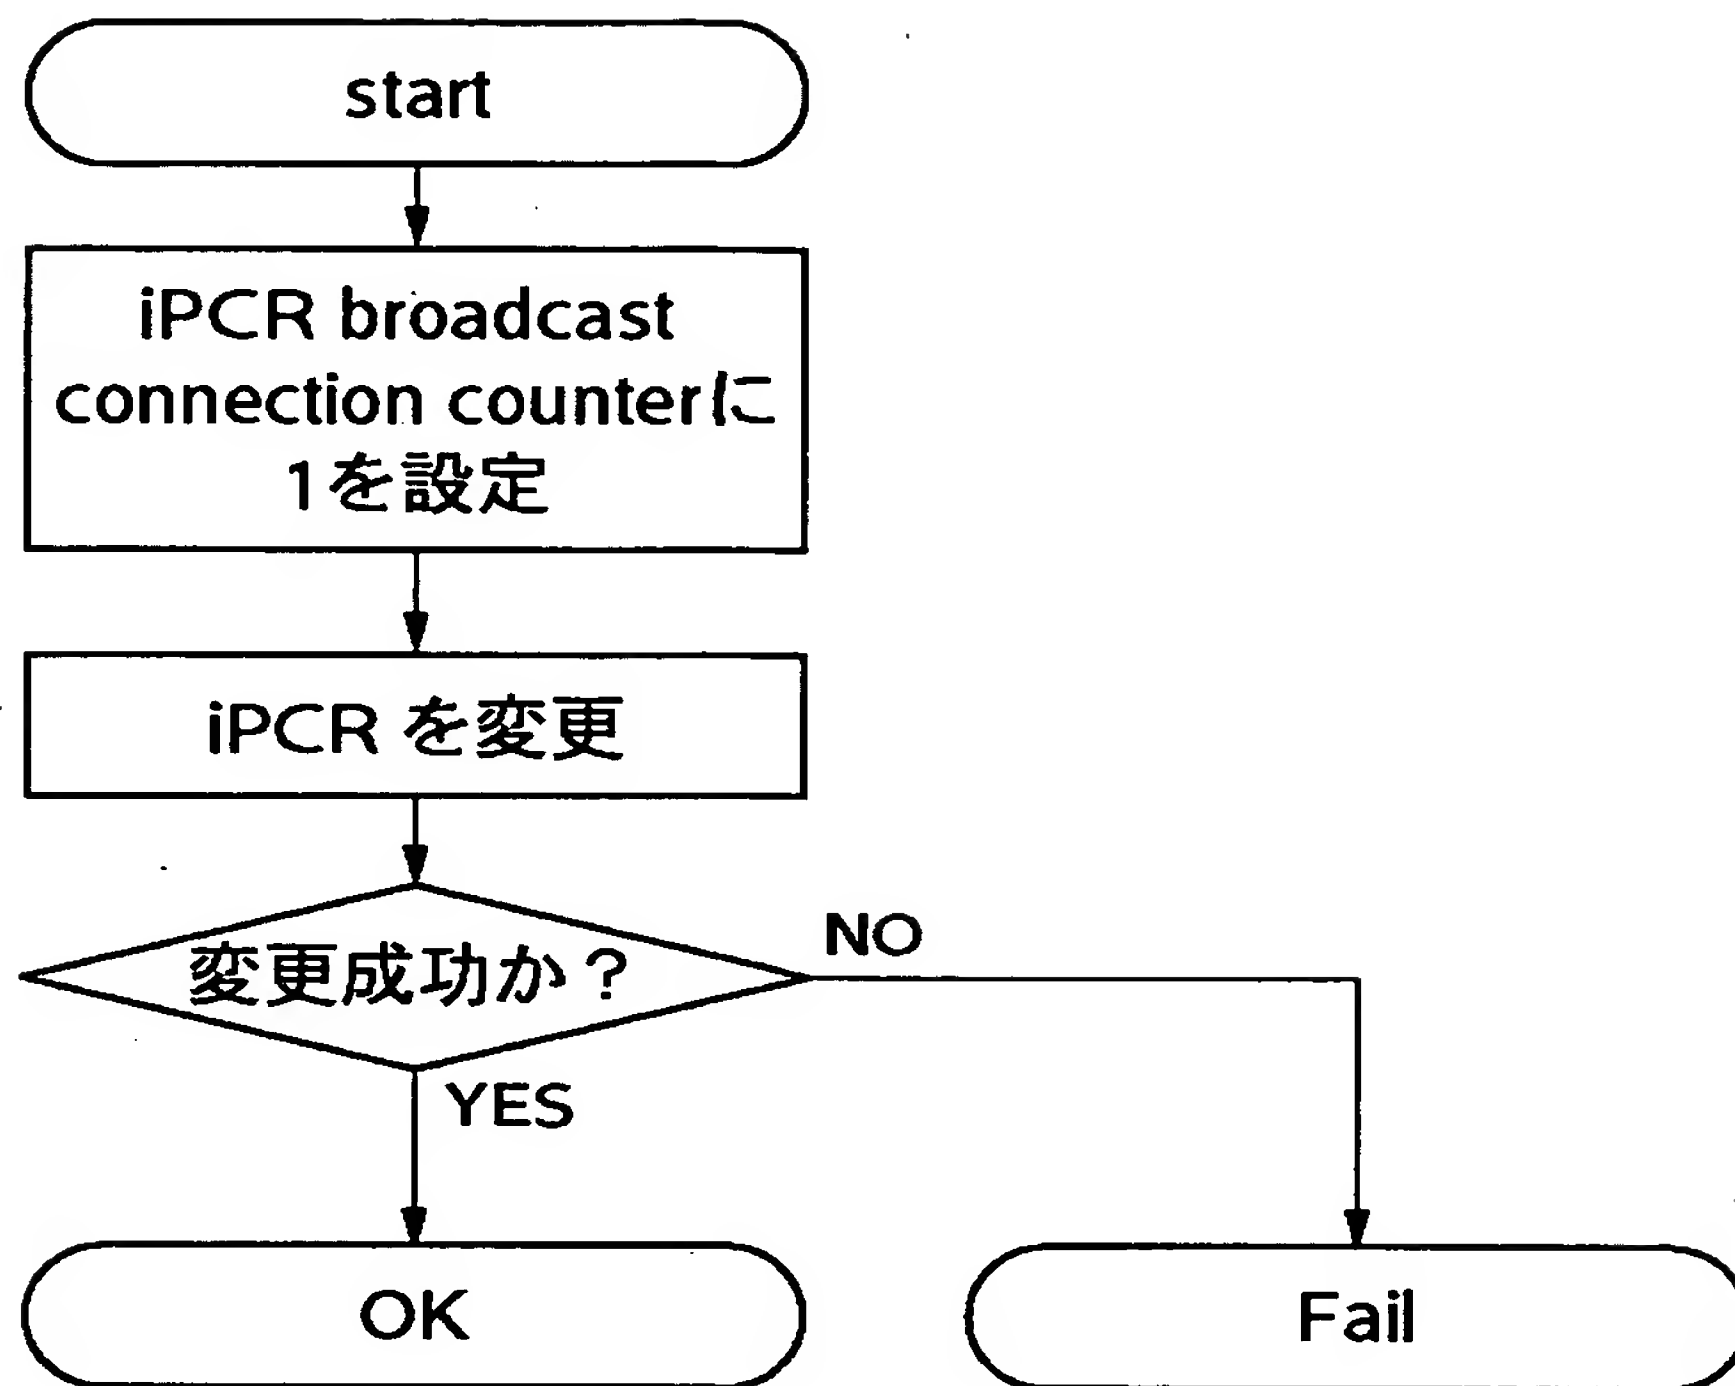 start
iPCR broadcast
connection counterに
1を設定
iPCR を変更
変更成功か？
NO
YES
OK
Fail